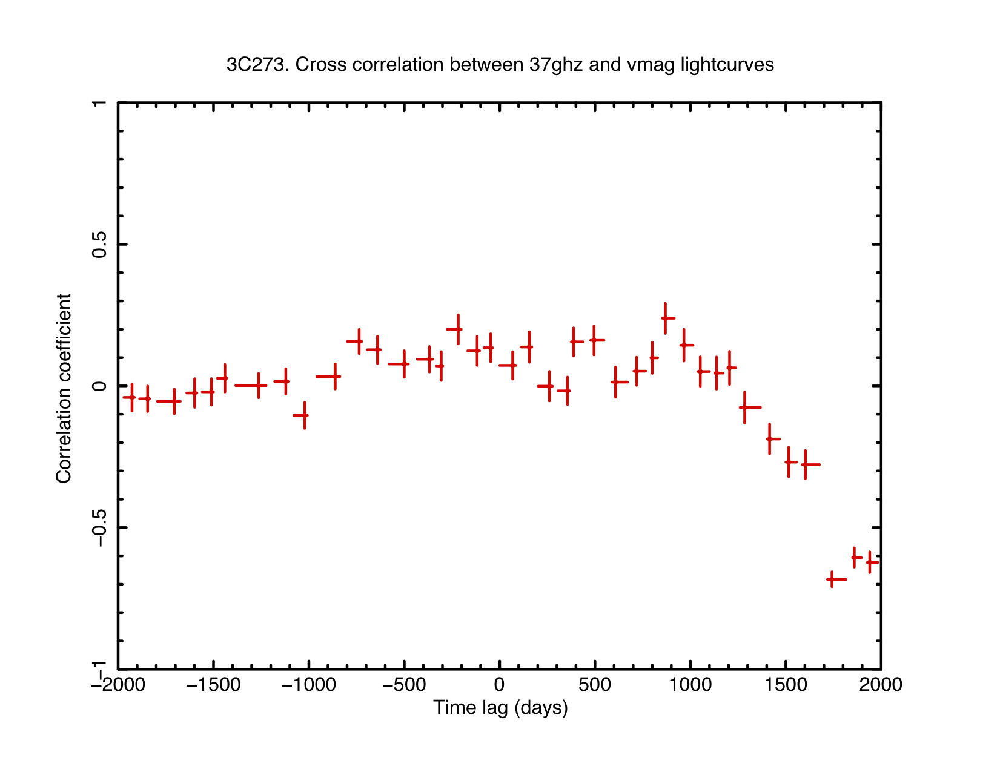 3C273. Cross correlation between 37ghz and vmag lightcurves
1
0.5
0
−0.5
−1
Correlation coefficient
−2000 −1500 −1000 −500 0 500 1000 1500 2000
Time lag (days)